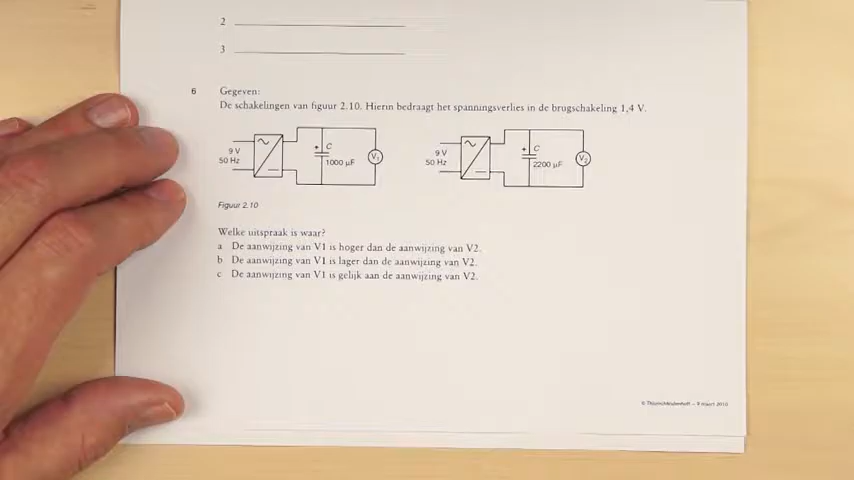 2
3
6 Gegeven:
De schakelingen van figuur 2.10. Hierin bedraagt het spanningsverlies in de brugschakeling 1,4 V.
9 V
50 Hz
+ C
1000 µF
V1
9 V
50 Hz
+ C
2200 µF
V2
Figuur 2.10
Welke uitspraak is waar?
a De aanwijzing van V1 is hoger dan de aanwijzing van V2.
b De aanwijzing van V1 is lager dan de aanwijzing van V2.
c De aanwijzing van V1 is gelijk aan de aanwijzing van V2.